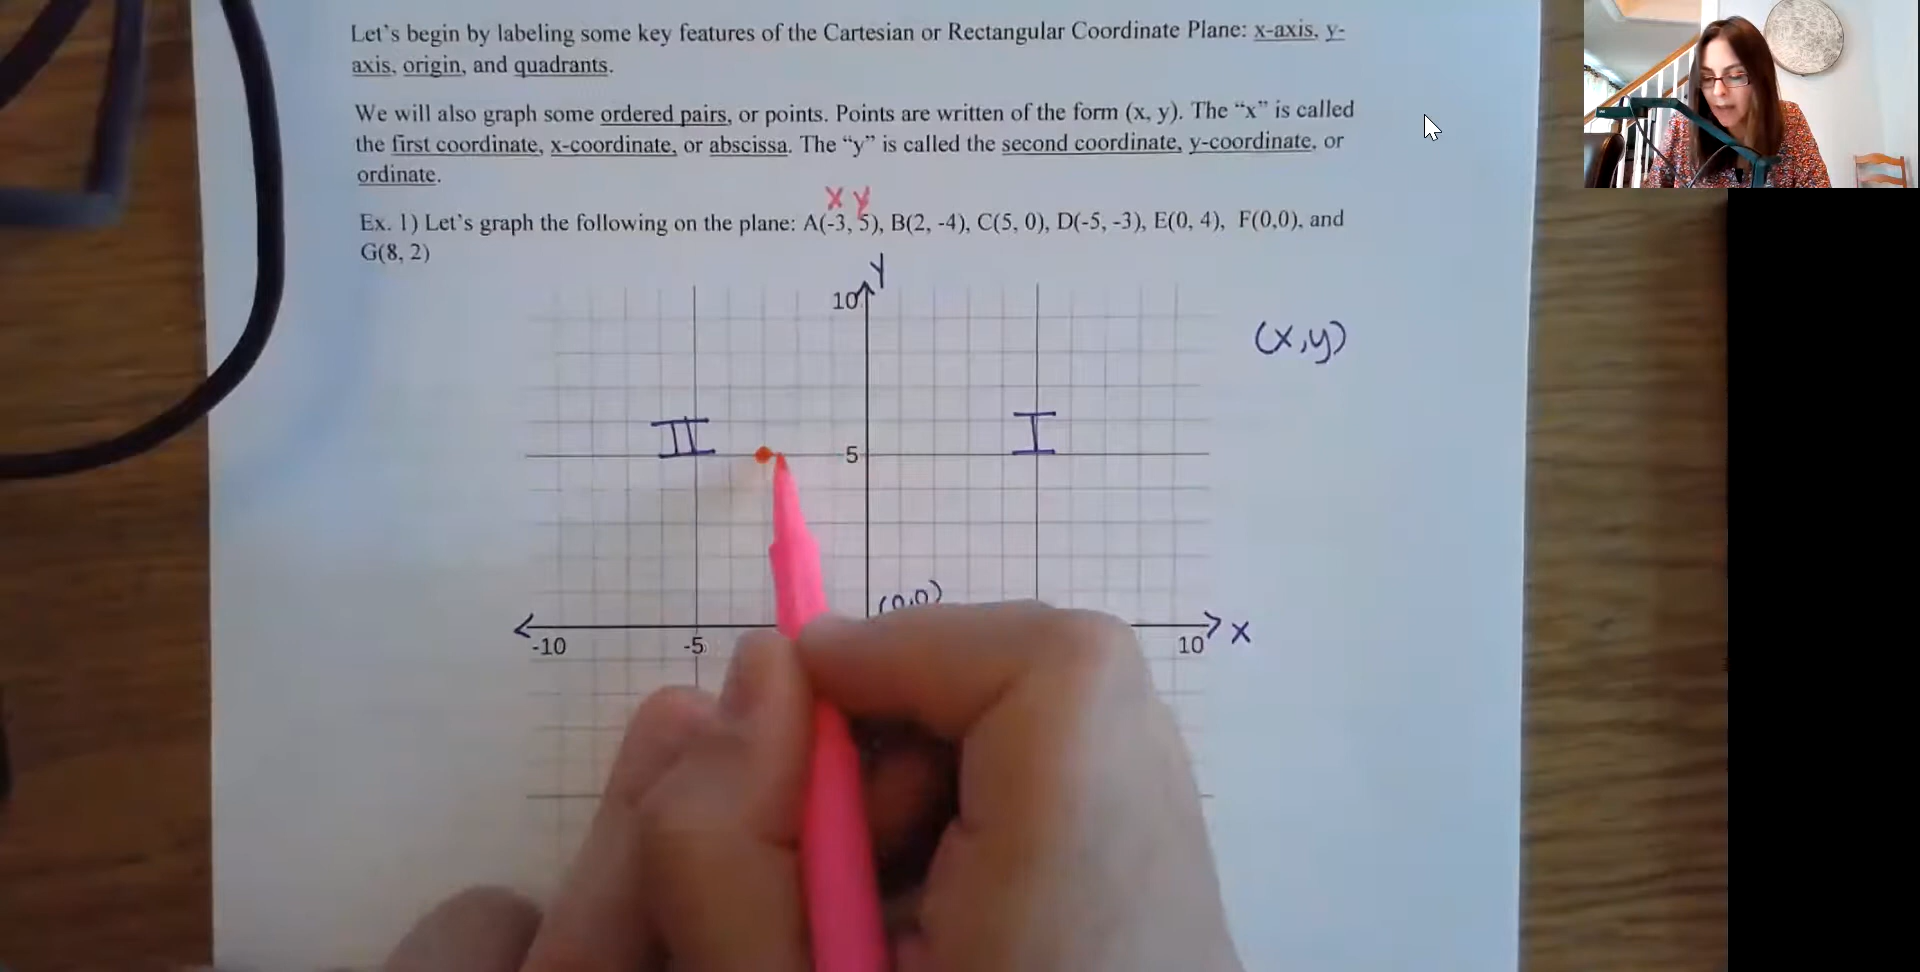 Let's begin by labeling some key features of the Cartesian or Rectangular Coordinate Plane: x-axis, y-
axis, origin, and quadrants.
We will also graph some ordered pairs, or points. Points are written of the form (x, y). The “x” is called
the first coordinate, x-coordinate, or abscissa. The “y” is called the second coordinate, y-coordinate, or
ordinate.
X y
Ex. 1) Let's graph the following on the plane: A(-3, 5), B(2, -4), C(5, 0), D(-5, -3), E(0, 4), F(0,0), and
G(8, 2)
y
10
(x,y)
II
I
5
(0,0)
-10
-5
10
x